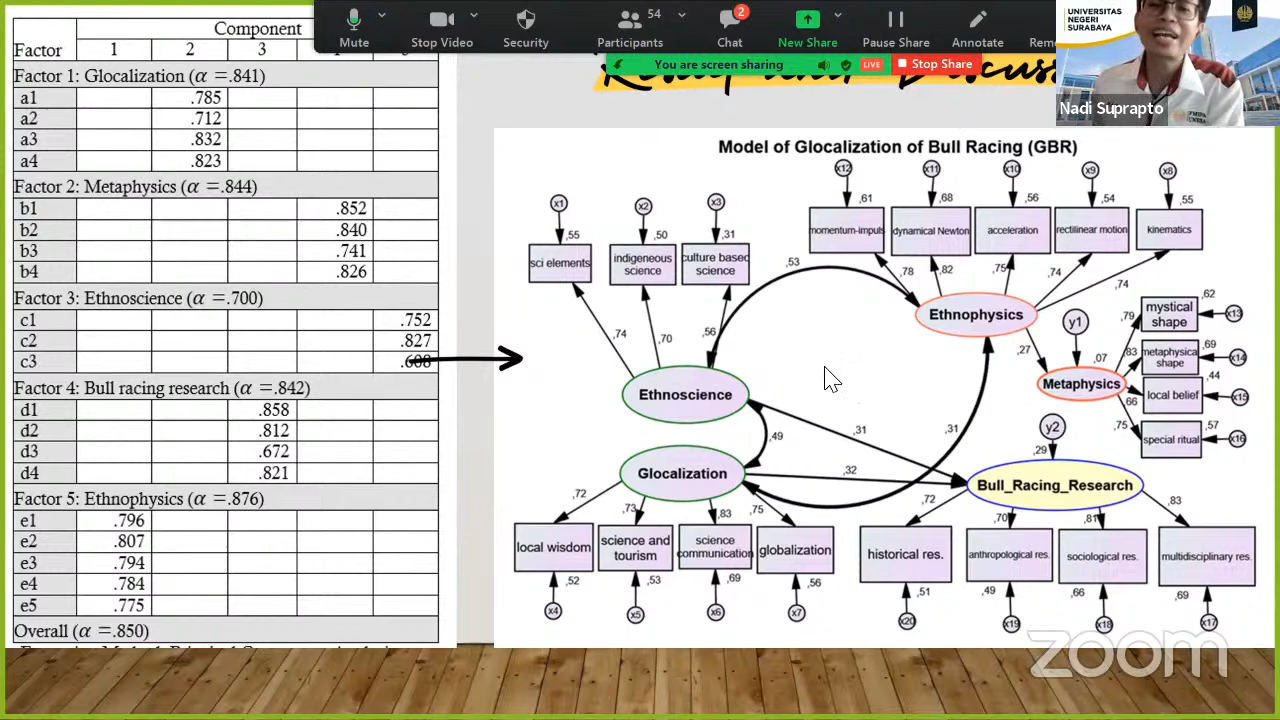 Component
Factor 1 2 3
Factor 1: Glocalization (α =.841)
a1 .785
a2 .712
a3 .832
a4 .823
Factor 2: Metaphysics (α =.844)
b1 .852
b2 .840
b3 .741
b4 .826
Factor 3: Ethnoscience (α =.700)
c1 .752
c2 .827
c3 .608
Factor 4: Bull racing research (α =.842)
d1 .858
d2 .812
d3 .672
d4 .821
Factor 5: Ethnophysics (α =.876)
e1 .796
e2 .807
e3 .794
e4 .784
e5 .775
Overall (α =.850)
Mute
Stop Video
Security
54
Participants
2
Chat
New Share
Pause Share
Annotate
You are screen sharing
LIVE
Stop Share
UNIVERSITAS
NEGERI
SURABAYA
Nadi Suprapto
Model of Glocalization of Bull Racing (GBR)
x12 x11 x10 x9 x8
,61 ,68 ,56 ,54 ,55
momentum-impuls dynamical Newton acceleration rectilinear motion kinematics
,78 ,82 ,75 ,74 ,74
x1 x2 x3
,55 ,50 ,31
sci elements
indigeneous
science
culture based
science
,74 ,70 ,56
,53
Ethnophysics
,27
y1
,07
Metaphysics
,79 ,83 ,66 ,75
mystical
shape
,62 x13
metaphysical
shape
,69 x14
local belief
,44 x15
special ritual
,57 x16
Ethnoscience
,49
,31
,31
Glocalization
,32
y2
,29
Bull_Racing_Research
,72 ,73 ,83 ,75
local wisdom
science and
tourism
science
communication
globalization
,52 ,53 ,69 ,56
x4 x5 x6 x7
,72 ,70 ,81 ,83
historical res. anthropological res. sociological res. multidisciplinary res.
,51 ,49 ,66 ,69
x20 x19 x18 x17
zoom